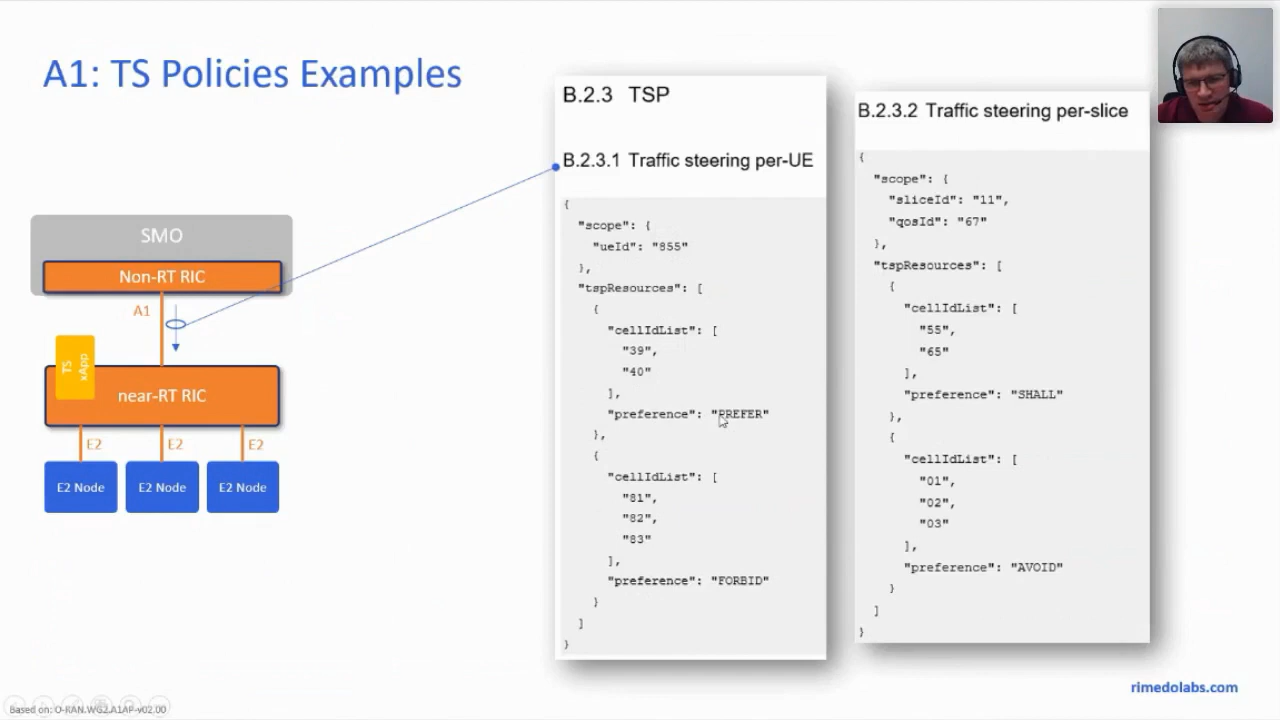 A1: TS Policies Examples
SMO
Non-RT RIC
A1
TS
xApp
near-RT RIC
E2
E2
E2
E2 Node
E2 Node
E2 Node
B.2.3 TSP
B.2.3.1 Traffic steering per-UE
{
"scope": {
"ueId": "855"
},
"tspResources": [
{
"cellIdList": [
"39",
"40"
],
"preference": "PREFER"
},
{
"cellIdList": [
"81",
"82",
"83"
],
"preference": "FORBID"
}
]
}
B.2.3.2 Traffic steering per-slice
{
"scope": {
"sliceId": "11",
"qosId": "67"
},
"tspResources": [
{
"cellIdList": [
"55",
"65"
],
"preference": "SHALL"
},
{
"cellIdList": [
"01",
"02",
"03"
],
"preference": "AVOID"
}
]
}
rimedolabs.com
Based on: O-RAN.WG2.A1AP-v02.00